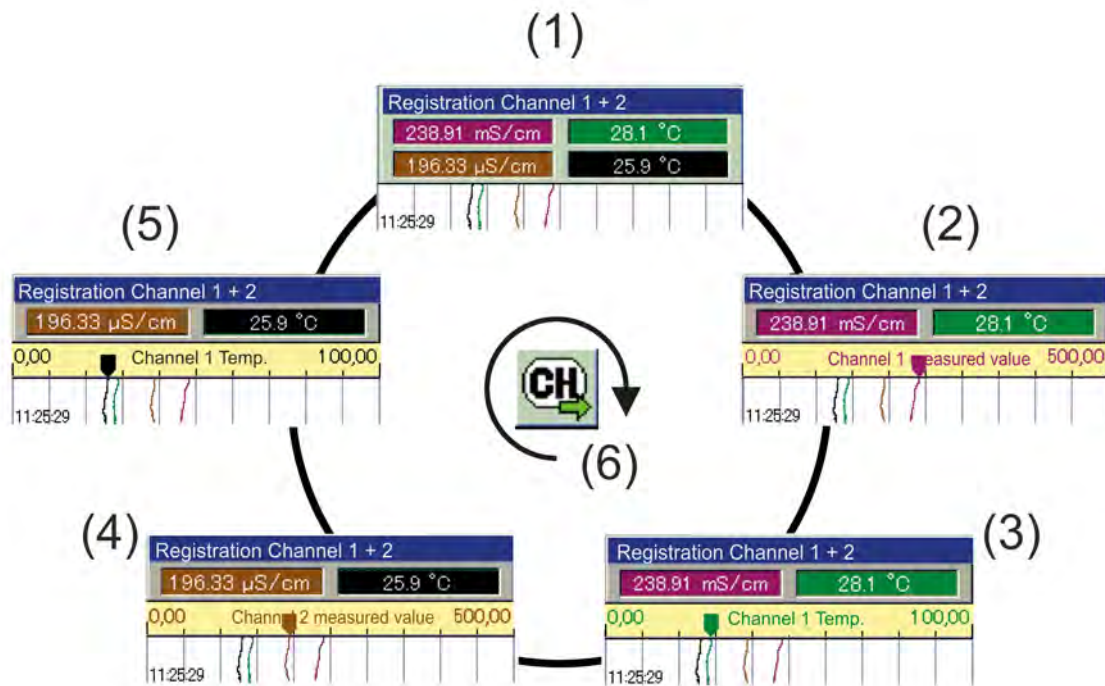 (1)
Registration Channel 1 + 2
238.91 mS/cm 28.1 °C
196.33 µS/cm 25.9 °C
11:25:29
(5)
Registration Channel 1 + 2
196.33 µS/cm 25.9 °C
0,00 Channel 1 Temp. 100,00
11:25:29
(2)
Registration Channel 1 + 2
238.91 mS/cm 28.1 °C
0,00 Channel 1 measured value 500,00
11:25:29
CH
(6)
(4)
Registration Channel 1 + 2
196.33 µS/cm 25.9 °C
0,00 Channel 2 measured value 500,00
11:25:29
(3)
Registration Channel 1 + 2
238.91 mS/cm 28.1 °C
0,00 Channel 1 Temp. 100,00
11:25:29